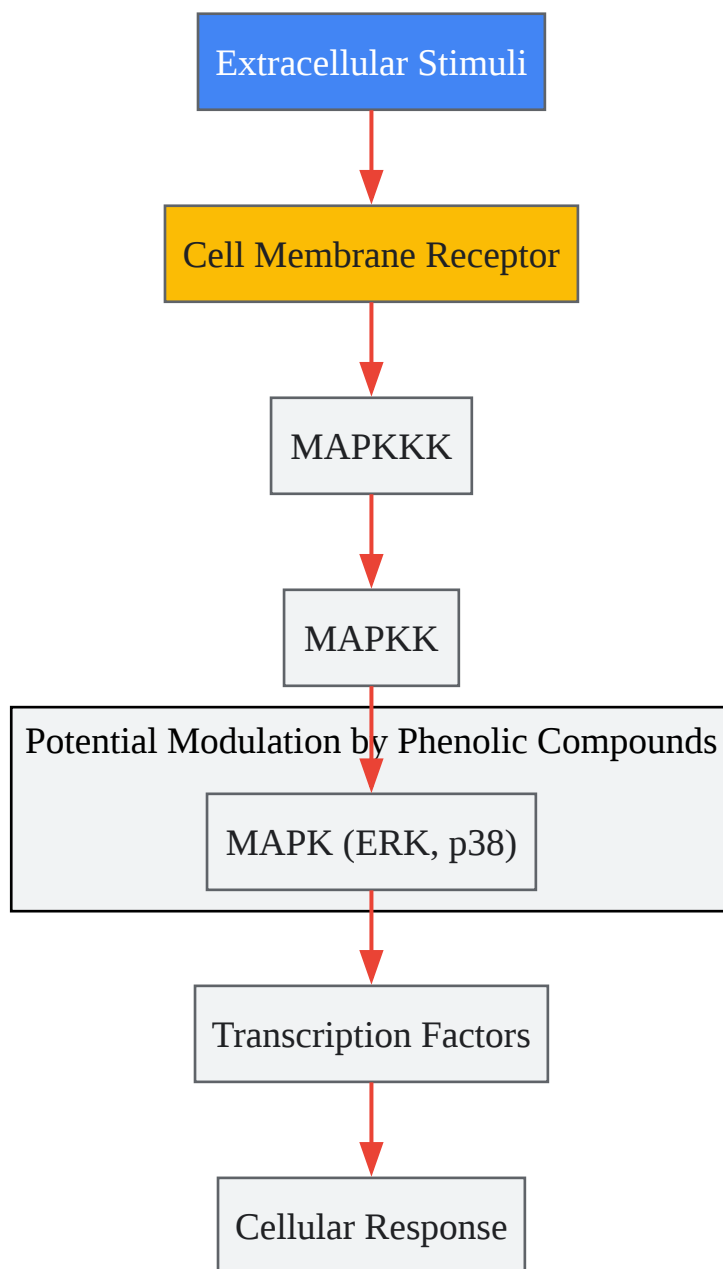 Extracellular Stimuli
Cell Membrane Receptor
MAPKKK
MAPKK
Potential Modulation by Phenolic Compounds
MAPK (ERK, p38)
Transcription Factors
Cellular Response